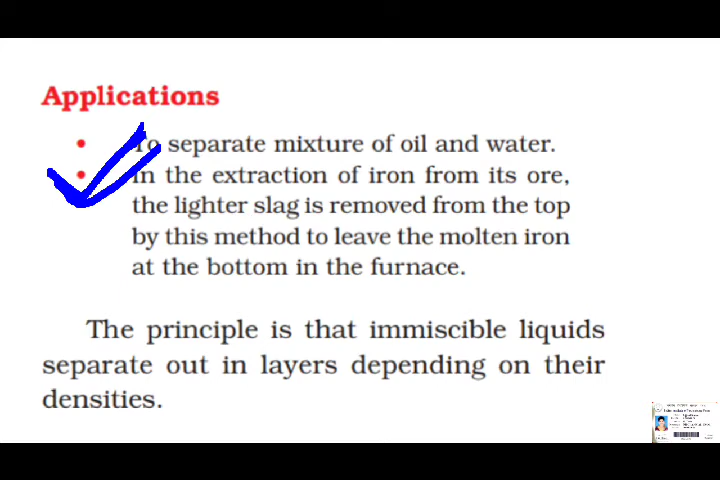 Applications
• To separate mixture of oil and water.
• In the extraction of iron from its ore,
the lighter slag is removed from the top
by this method to leave the molten iron
at the bottom in the furnace.
The principle is that immiscible liquids
separate out in layers depending on their
densities.